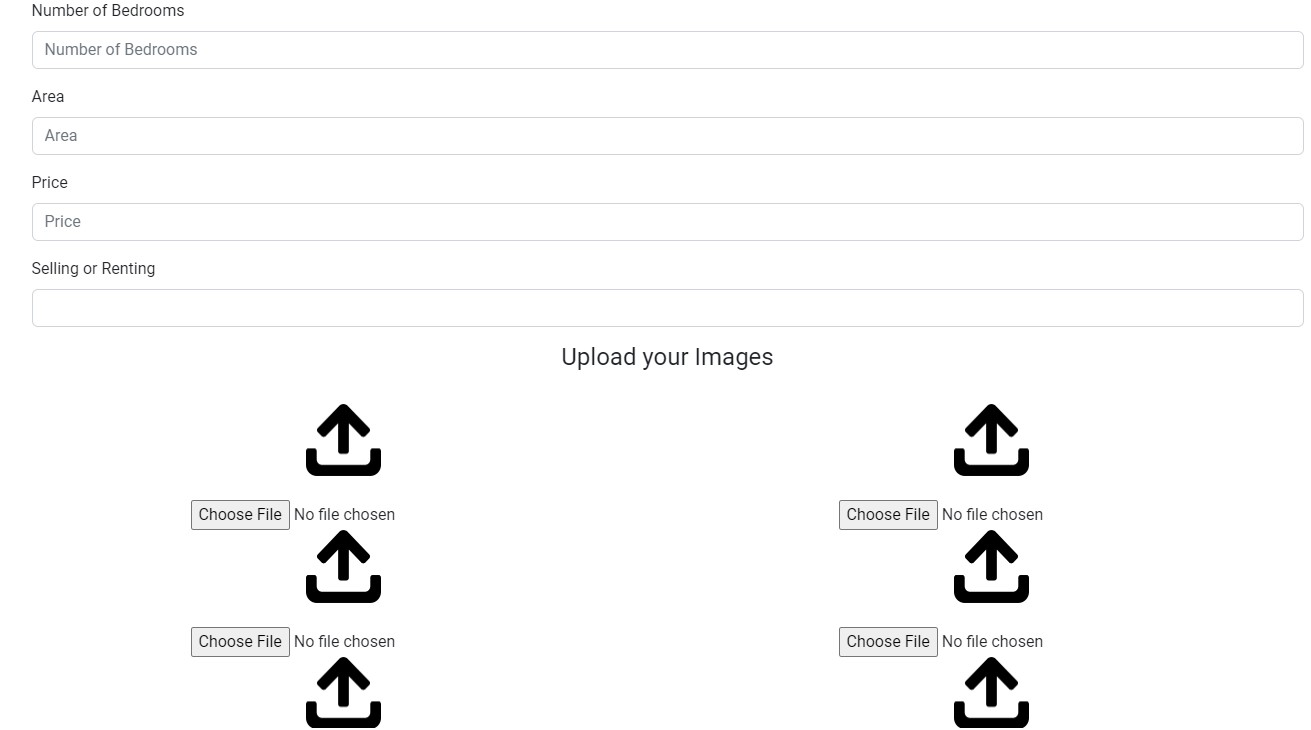 Number of Bedrooms
Number of Bedrooms
Area
Area
Price
Price
Selling or Renting
Upload your Images
Choose File No file chosen
Choose File No file chosen
Choose File No file chosen
Choose File No file chosen